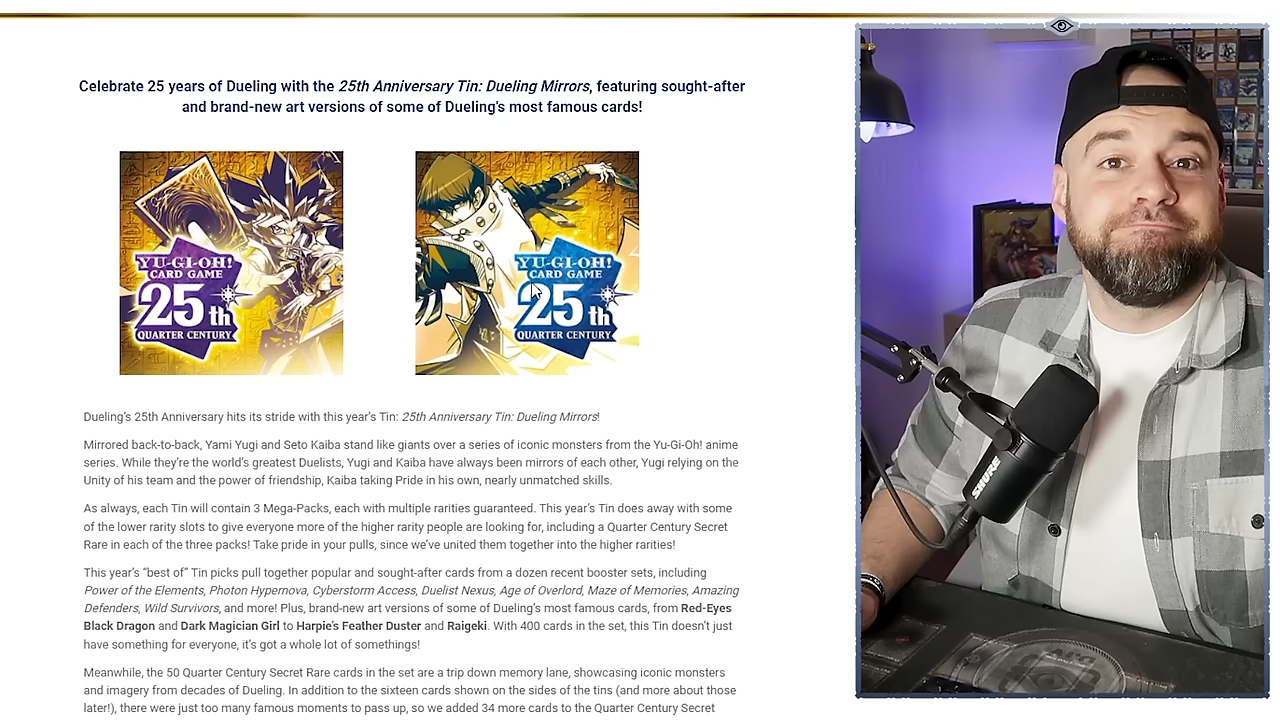 Celebrate 25 years of Dueling with the 25th Anniversary Tin: Dueling Mirrors, featuring sought-after
and brand-new art versions of some of Dueling's most famous cards!
YU-GI-OH!
CARD GAME
25th
QUARTER CENTURY
YU-GI-OH!
CARD GAME
25th
QUARTER CENTURY
Dueling’s 25th Anniversary hits its stride with this year’s Tin: 25th Anniversary Tin: Dueling Mirrors!
Mirrored back-to-back, Yami Yugi and Seto Kaiba stand like giants over a series of iconic monsters from the Yu-Gi-Oh! anime
series. While they’re the world’s greatest Duelists, Yugi and Kaiba have always been mirrors of each other, Yugi relying on the
Unity of his team and the power of friendship, Kaiba taking Pride in his own, nearly unmatched skills.
As always, each Tin will contain 3 Mega-Packs, each with multiple rarities guaranteed. This year’s Tin does away with some
of the lower rarity slots to give everyone more of the higher rarity people are looking for, including a Quarter Century Secret
Rare in each of the three packs! Take pride in your pulls, since we’ve united them together into the higher rarities!
This year’s “best of” Tin picks pull together popular and sought-after cards from a dozen recent booster sets, including
Power of the Elements, Photon Hypernova, Cyberstorm Access, Duelist Nexus, Age of Overlord, Maze of Memories, Amazing
Defenders, Wild Survivors, and more! Plus, brand-new art versions of some of Dueling’s most famous cards, from Red-Eyes
Black Dragon and Dark Magician Girl to Harpie’s Feather Duster and Raigeki. With 400 cards in the set, this Tin doesn’t just
have something for everyone, it’s got a whole lot of somethings!
Meanwhile, the 50 Quarter Century Secret Rare cards in the set are a trip down memory lane, showcasing iconic monsters
and imagery from decades of Dueling. In addition to the sixteen cards shown on the sides of the tins (and more about those
later!), there were just too many famous moments to pass up, so we added 34 more cards to the Quarter Century Secret
SHURE